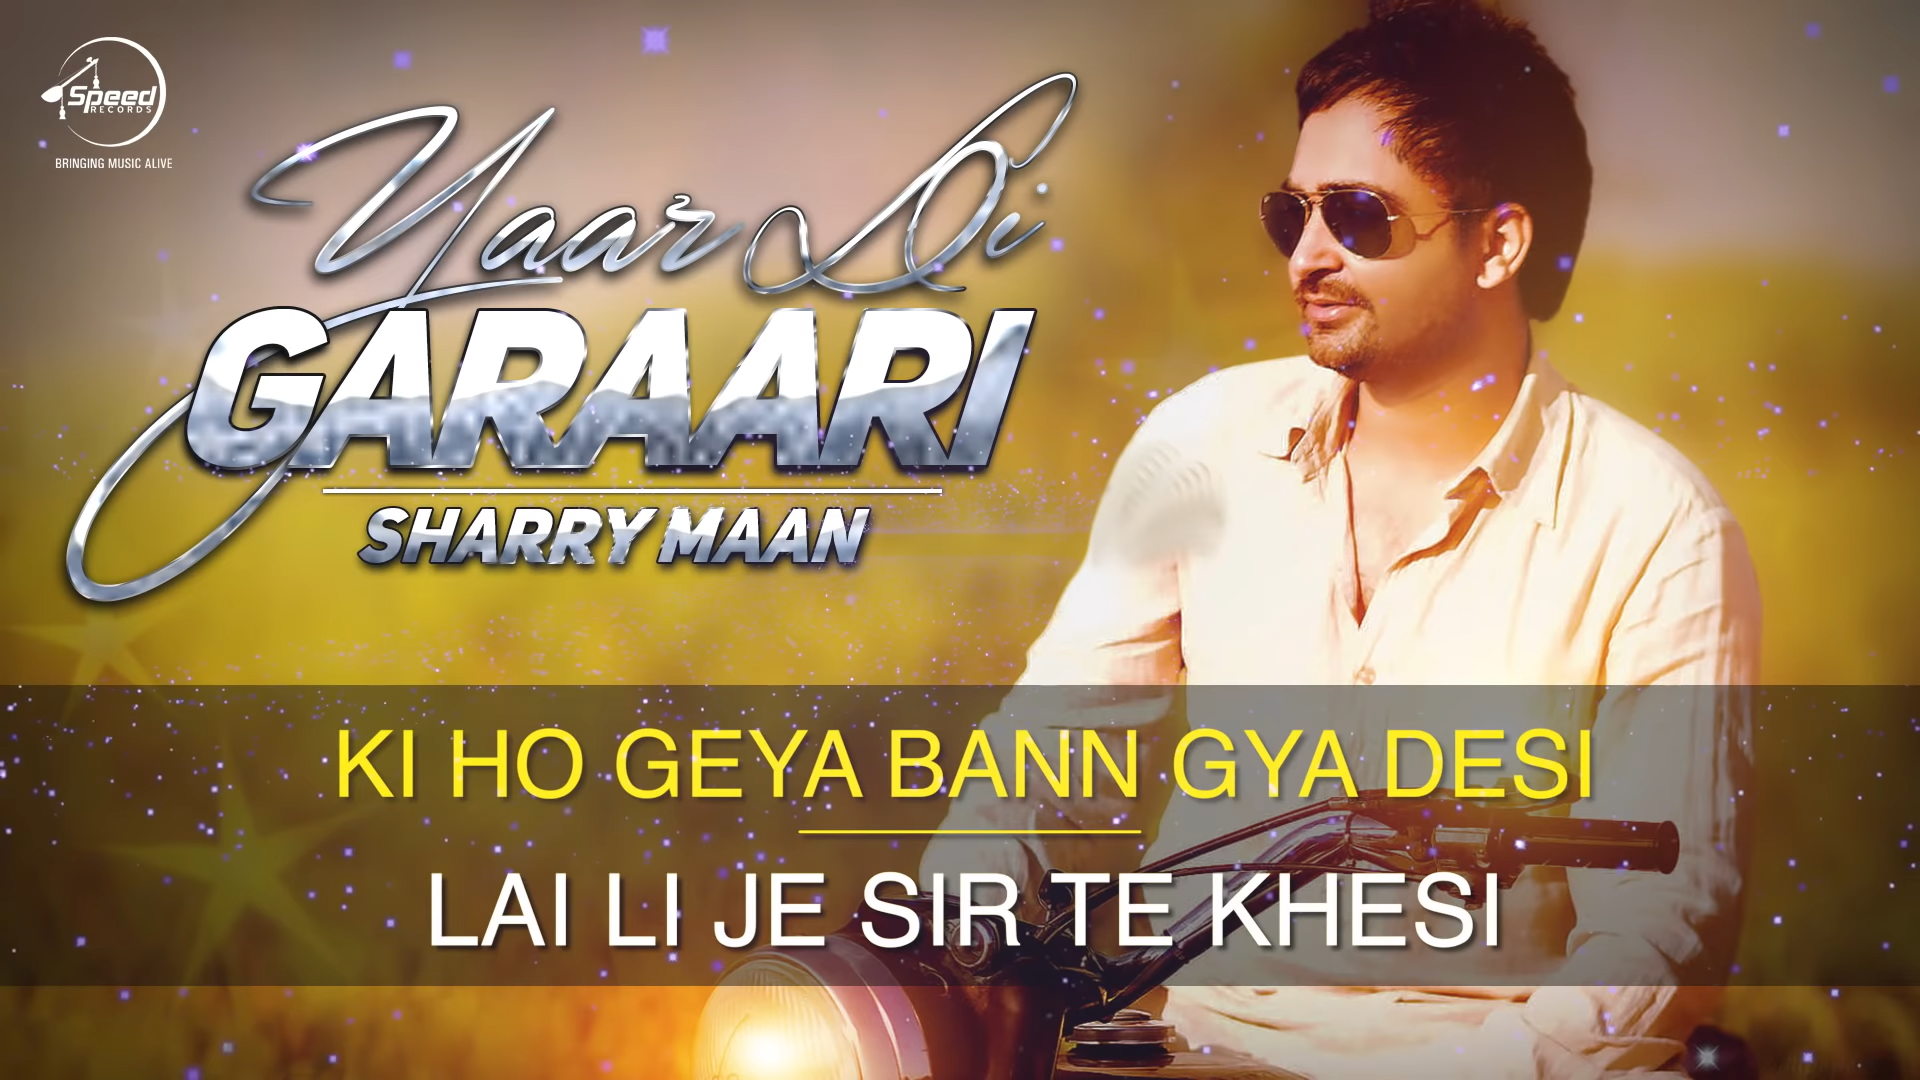 Speed
RECORDS
BRINGING MUSIC ALIVE
Yaar Di
GARAARI
SHARRY MAAN
KI HO GEYA BANN GYA DESI
LAI LI JE SIR TE KHESI